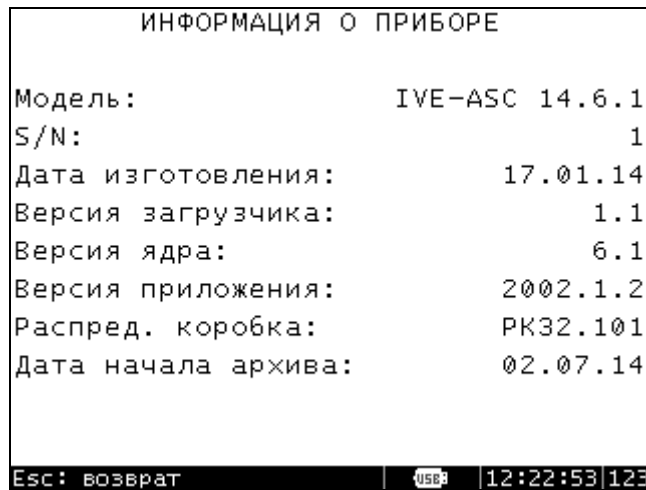 ИНФОРМАЦИЯ О ПРИБОРЕ
Модель: IVE-ASC 14.6.1
S/N: 1
Дата изготовления: 17.01.14
Версия загрузчика: 1.1
Версия ядра: 6.1
Версия приложения: 2002.1.2
Распред. коробка: РК32.101
Дата начала архива: 02.07.14
Esc: возврат USB 12:22:53 123